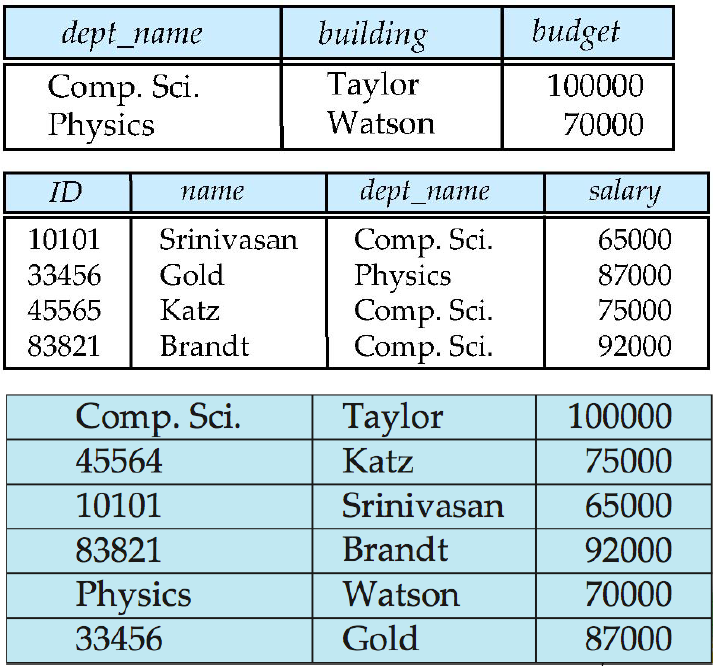 dept_name building budget
Comp. Sci. Taylor 100000
Physics Watson 70000
ID name dept_name salary
10101 Srinivasan Comp. Sci. 65000
33456 Gold Physics 87000
45565 Katz Comp. Sci. 75000
83821 Brandt Comp. Sci. 92000
Comp. Sci. Taylor 100000
45564 Katz 75000
10101 Srinivasan 65000
83821 Brandt 92000
Physics Watson 70000
33456 Gold 87000